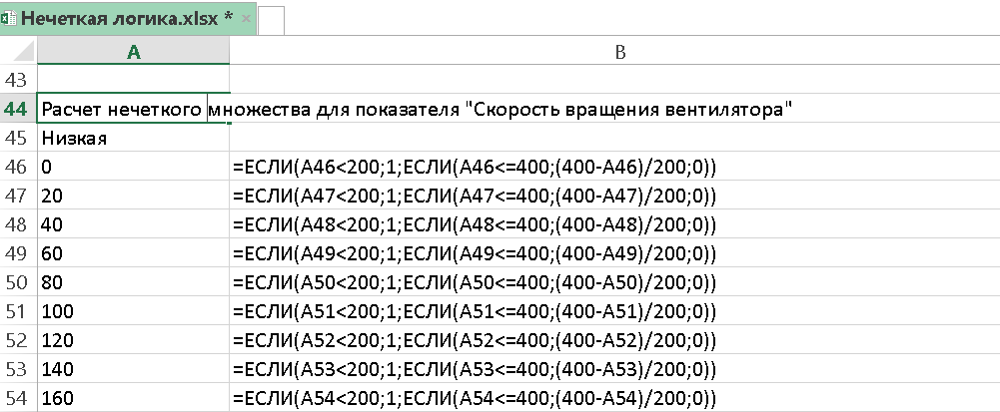 Нечеткая логика.xlsx *
A B
43
44 Расчет нечеткого множества для показателя "Скорость вращения вентилятора"
45 Низкая
46 0 =ЕСЛИ(A46<200;1;ЕСЛИ(A46<=400;(400-A46)/200;0))
47 20 =ЕСЛИ(A47<200;1;ЕСЛИ(A47<=400;(400-A47)/200;0))
48 40 =ЕСЛИ(A48<200;1;ЕСЛИ(A48<=400;(400-A48)/200;0))
49 60 =ЕСЛИ(A49<200;1;ЕСЛИ(A49<=400;(400-A49)/200;0))
50 80 =ЕСЛИ(A50<200;1;ЕСЛИ(A50<=400;(400-A50)/200;0))
51 100 =ЕСЛИ(A51<200;1;ЕСЛИ(A51<=400;(400-A51)/200;0))
52 120 =ЕСЛИ(A52<200;1;ЕСЛИ(A52<=400;(400-A52)/200;0))
53 140 =ЕСЛИ(A53<200;1;ЕСЛИ(A53<=400;(400-A53)/200;0))
54 160 =ЕСЛИ(A54<200;1;ЕСЛИ(A54<=400;(400-A54)/200;0))